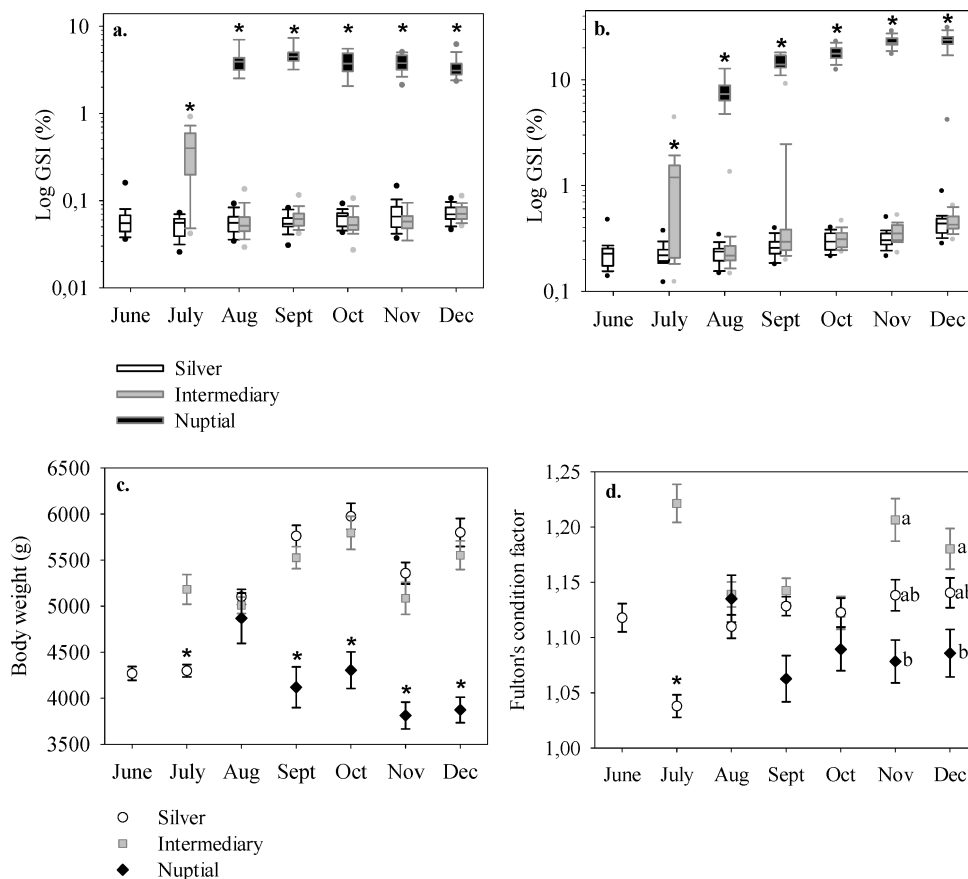 a.
Log GSI (%)
10
1
0,1
0,01
* * * * * *
June July Aug Sept Oct Nov Dec
b.
Log GSI (%)
10
1
0,1
* * * * * *
June July Aug Sept Oct Nov Dec
Silver
Intermediary
Nuptial
c.
Body weight (g)
6500
6000
5500
5000
4500
4000
3500
* * * * *
June July Aug Sept Oct Nov Dec
d.
Fulton's condition factor
1,25
1,20
1,15
1,10
1,05
1,00
*
a
a
ab
ab
b
b
June July Aug Sept Oct Nov Dec
Silver
Intermediary
Nuptial